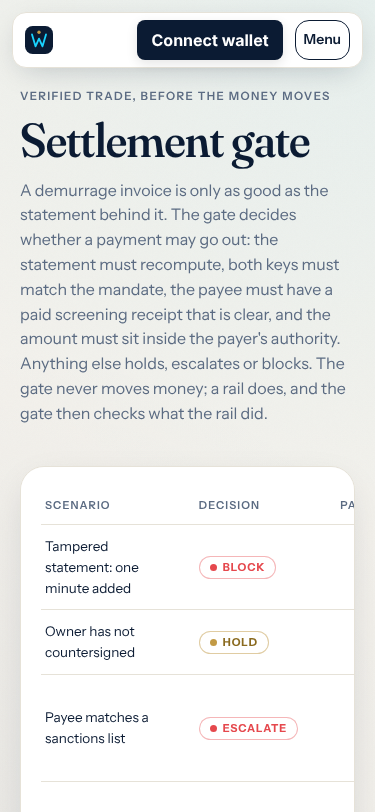 W
Connect wallet
Menu
VERIFIED TRADE, BEFORE THE MONEY MOVES
Settlement gate
A demurrage invoice is only as good as the
statement behind it. The gate decides
whether a payment may go out: the
statement must recompute, both keys must
match the mandate, the payee must have a
paid screening receipt that is clear, and the
amount must sit inside the payer's authority.
Anything else holds, escalates or blocks. The
gate never moves money; a rail does, and the
gate then checks what the rail did.
SCENARIO DECISION
Tampered
statement: one
minute added
BLOCK
Owner has not
countersigned
HOLD
Payee matches a
sanctions list
ESCALATE